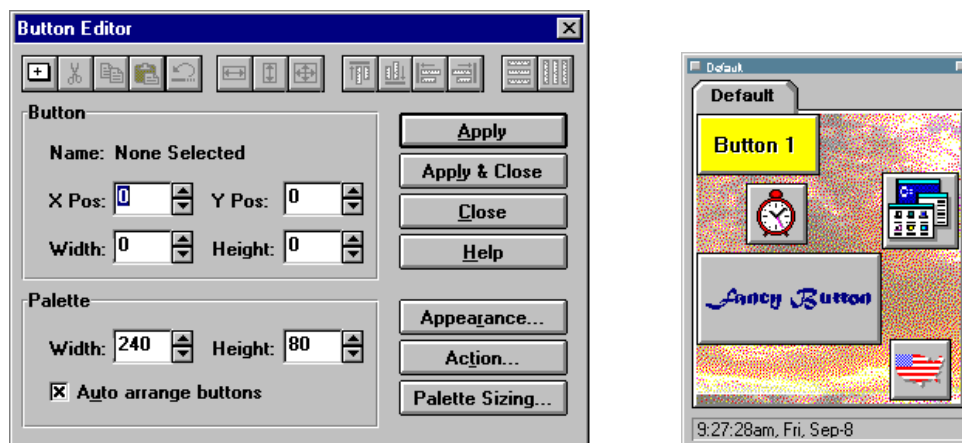 Button Editor
Button
Name: None Selected
X Pos: 0 Y Pos: 0
Width: 0 Height: 0
Apply
Apply & Close
Close
Help
Palette
Width: 240 Height: 80
Auto arrange buttons
Appearance...
Action...
Palette Sizing...
Default
Default
Button 1
C:\
Fancy Button
9:27:28am, Fri, Sep-8